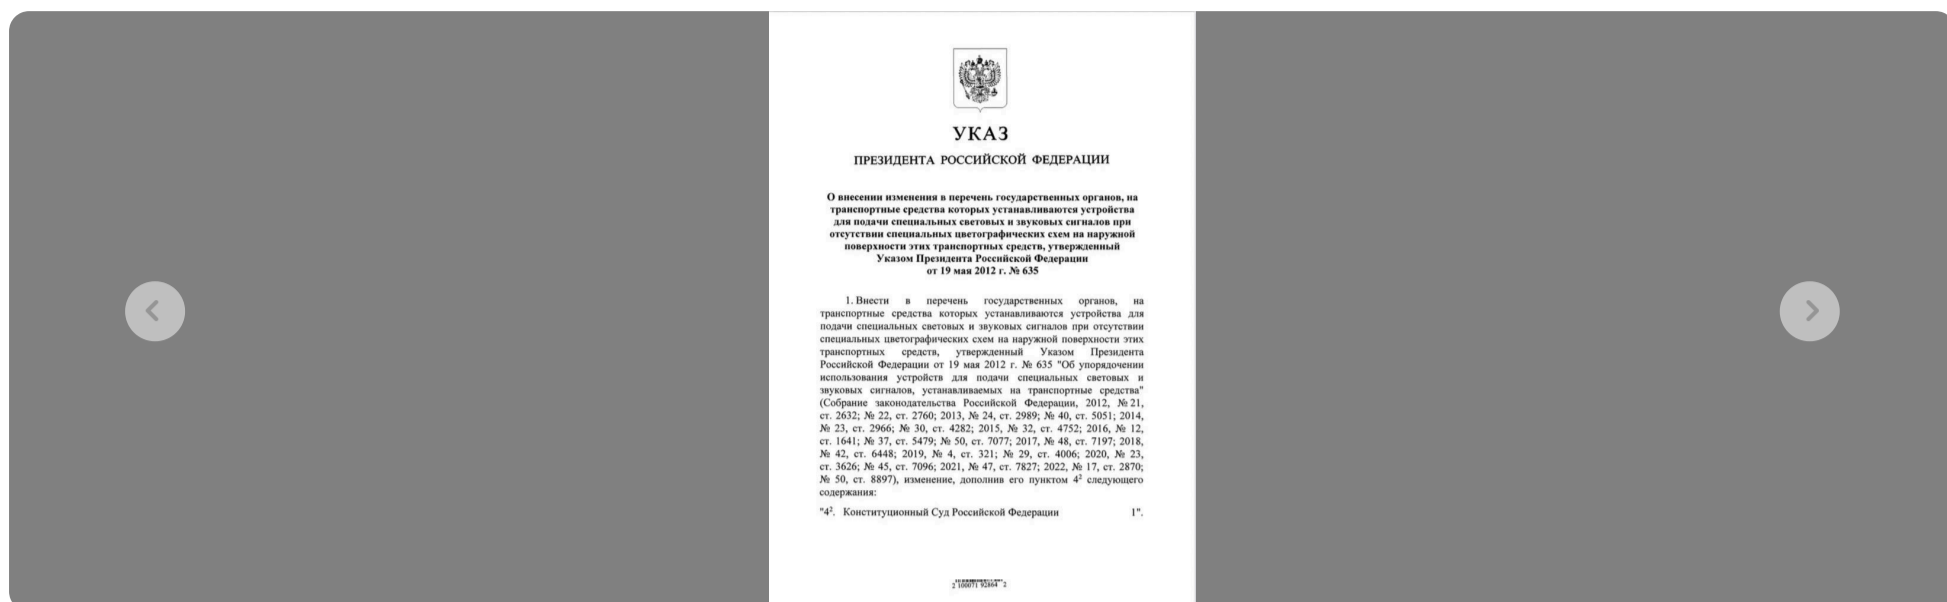 УКАЗ
ПРЕЗИДЕНТА РОССИЙСКОЙ ФЕДЕРАЦИИ
О внесении изменения в перечень государственных органов, на
транспортные средства которых устанавливаются устройства
для подачи специальных световых и звуковых сигналов при
отсутствии специальных цветографических схем на наружной
поверхности этих транспортных средств, утвержденный
Указом Президента Российской Федерации
от 19 мая 2012 г. № 635
1. Внести в перечень государственных органов, на
транспортные средства которых устанавливаются устройства для
подачи специальных световых и звуковых сигналов при отсутствии
специальных цветографических схем на наружной поверхности этих
транспортных средств, утвержденный Указом Президента
Российской Федерации от 19 мая 2012 г. № 635 "Об упорядочении
использования устройств для подачи специальных световых и
звуковых сигналов, устанавливаемых на транспортные средства"
(Собрание законодательства Российской Федерации, 2012, № 21,
ст. 2632; № 22, ст. 2760; 2013, № 24, ст. 2989; № 40, ст. 5051; 2014,
№ 23, ст. 2966; № 30, ст. 4282; 2015, № 32, ст. 4752; 2016, № 12,
ст. 1641; № 37, ст. 5479; № 50, ст. 7077; 2017, № 48, ст. 7197; 2018,
№ 42, ст. 6448; 2019, № 4, ст. 321; № 29, ст. 4006; 2020, № 23,
ст. 3626; № 45, ст. 7096; 2021, № 47, ст. 7827; 2022, № 17, ст. 2870;
№ 50, ст. 8897), изменение, дополнив его пунктом 4² следующего
содержания:
"4². Конституционный Суд Российской Федерации 1".
2 100071 92864 2